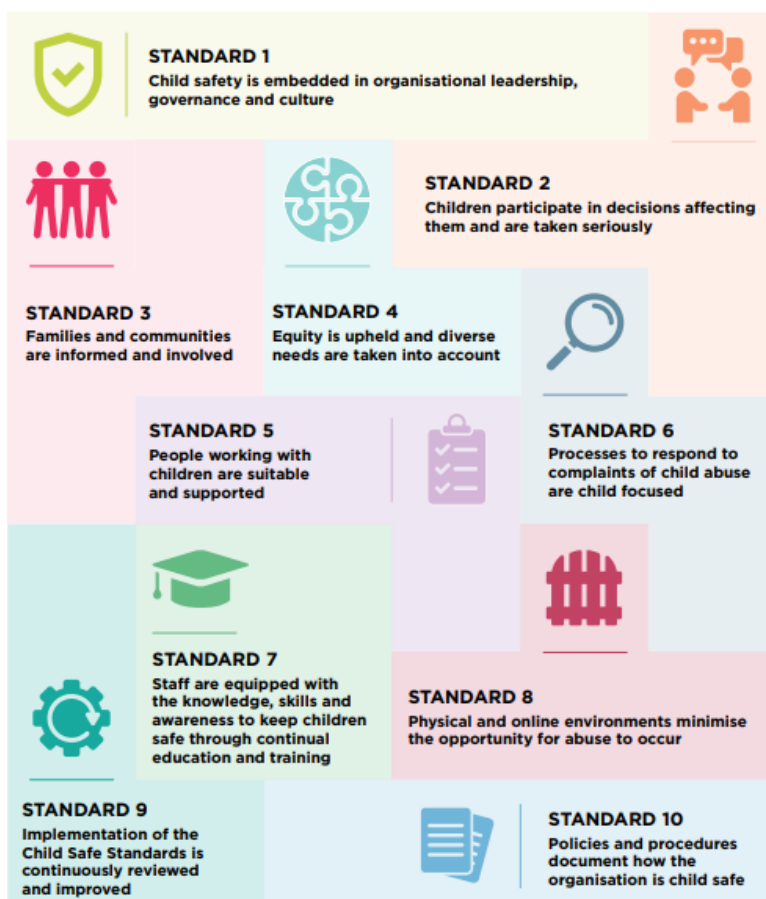 STANDARD 1
Child safety is embedded in organisational leadership,
governance and culture
STANDARD 2
Children participate in decisions affecting
them and are taken seriously
STANDARD 3
Families and communities
are informed and involved
STANDARD 4
Equity is upheld and diverse
needs are taken into account
STANDARD 5
People working with
children are suitable
and supported
STANDARD 6
Processes to respond to
complaints of child abuse
are child focused
STANDARD 7
Staff are equipped with
the knowledge, skills and
awareness to keep children
safe through continual
education and training
STANDARD 8
Physical and online environments minimise
the opportunity for abuse to occur
STANDARD 9
Implementation of the
Child Safe Standards is
continuously reviewed
and improved
STANDARD 10
Policies and procedures
document how the
organisation is child safe